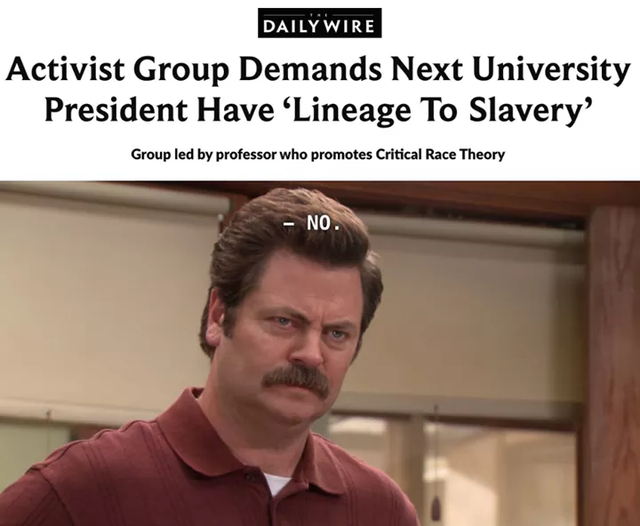 THE
DAILY WIRE
Activist Group Demands Next University
President Have ‘Lineage To Slavery’
Group led by professor who promotes Critical Race Theory
– NO.